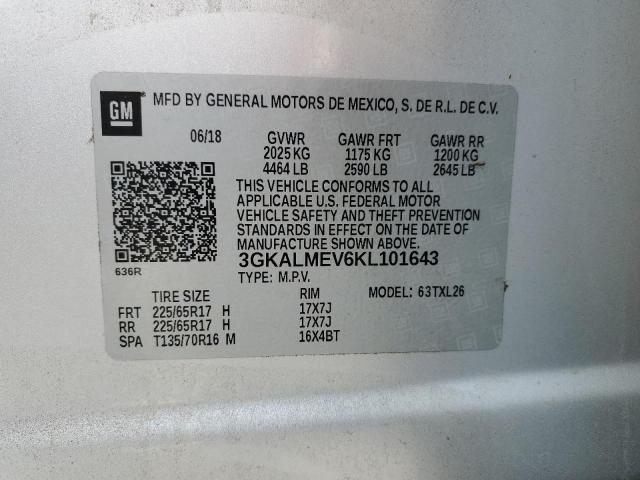 GM
MFD BY GENERAL MOTORS DE MEXICO, S. DE R.L. DE C.V.
06/18 GVWR GAWR FRT GAWR RR
2025 KG 1175 KG 1200 KG
4464 LB 2590 LB 2645 LB
THIS VEHICLE CONFORMS TO ALL
APPLICABLE U.S. FEDERAL MOTOR
VEHICLE SAFETY AND THEFT PREVENTION
STANDARDS IN EFFECT ON THE DATE OF
MANUFACTURE SHOWN ABOVE.
3GKALMEV6KL101643
636R
TYPE: M.P.V.
TIRE SIZE RIM MODEL: 63TXL26
FRT 225/65R17 H 17X7J
RR 225/65R17 H 17X7J
SPA T135/70R16 M 16X4BT